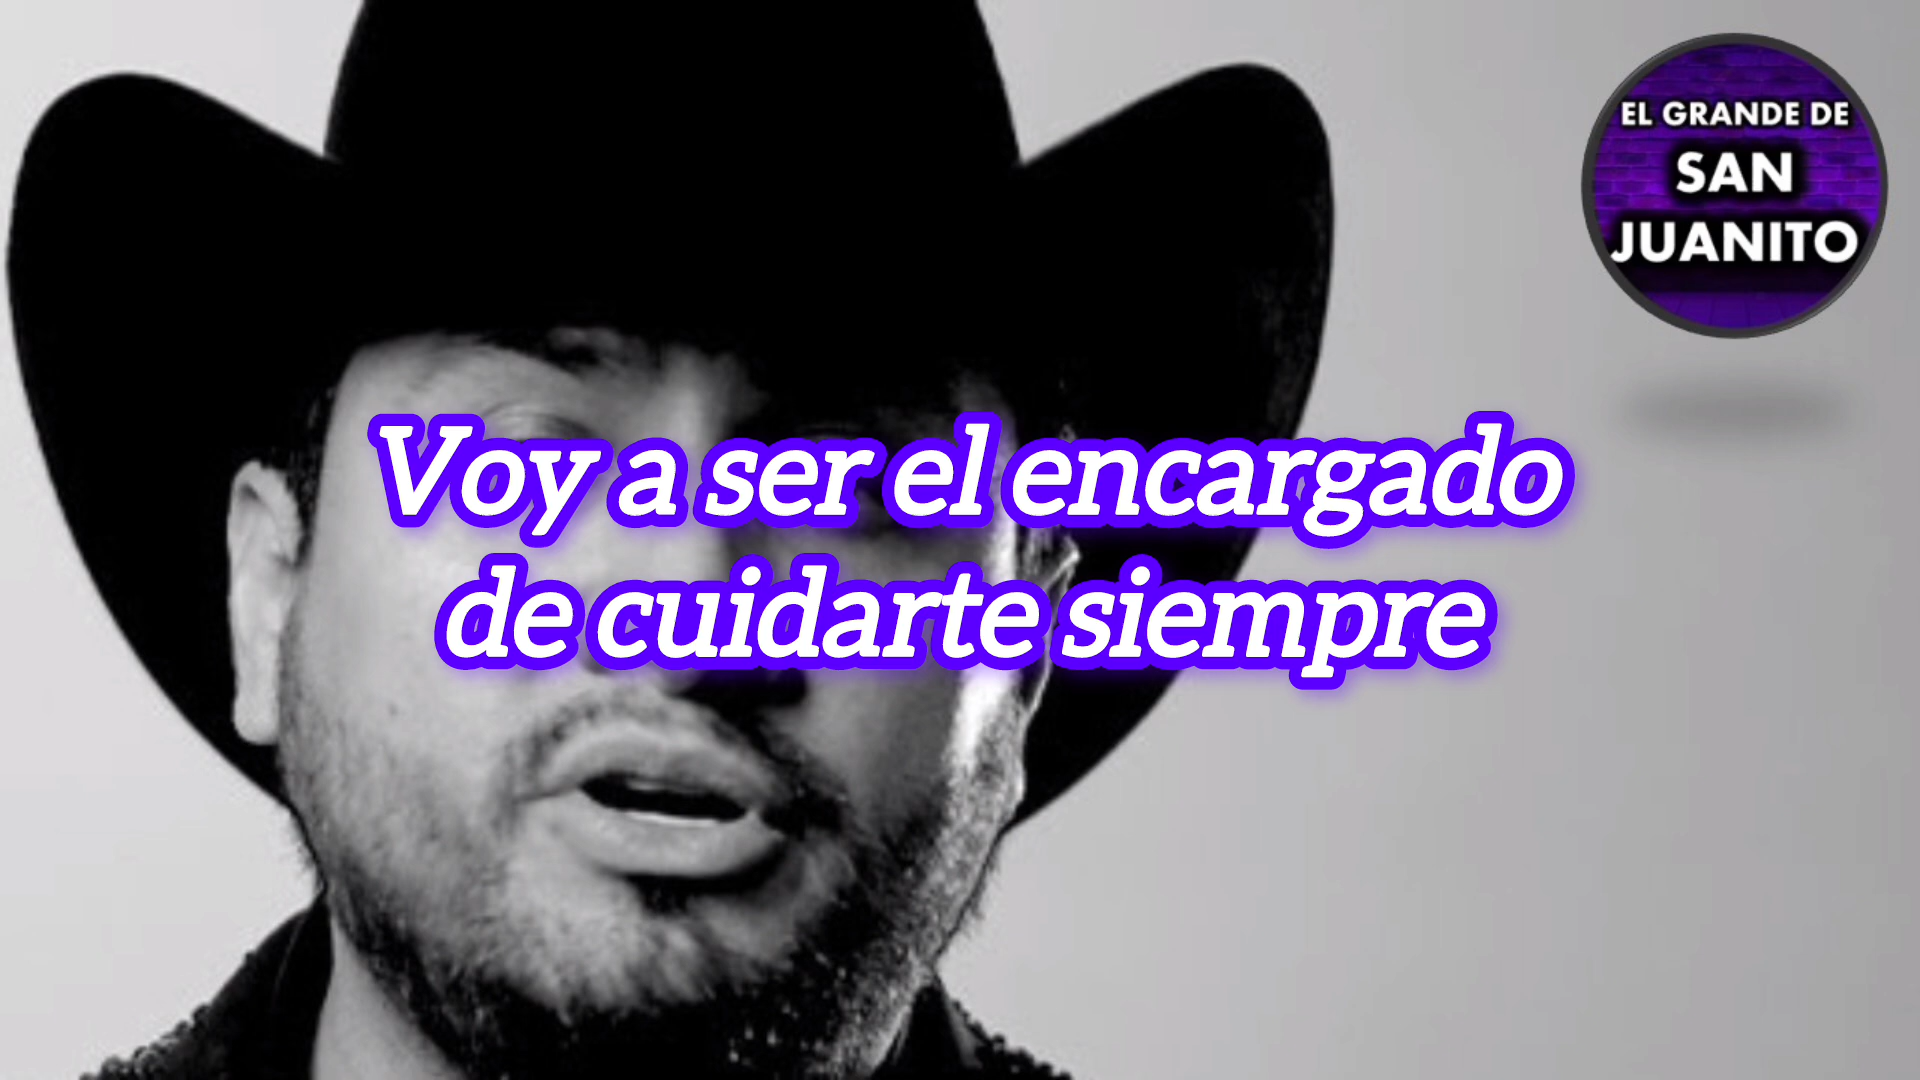 EL GRANDE DE
SAN
JUANITO
Voy a ser el encargado
de cuidarte siempre